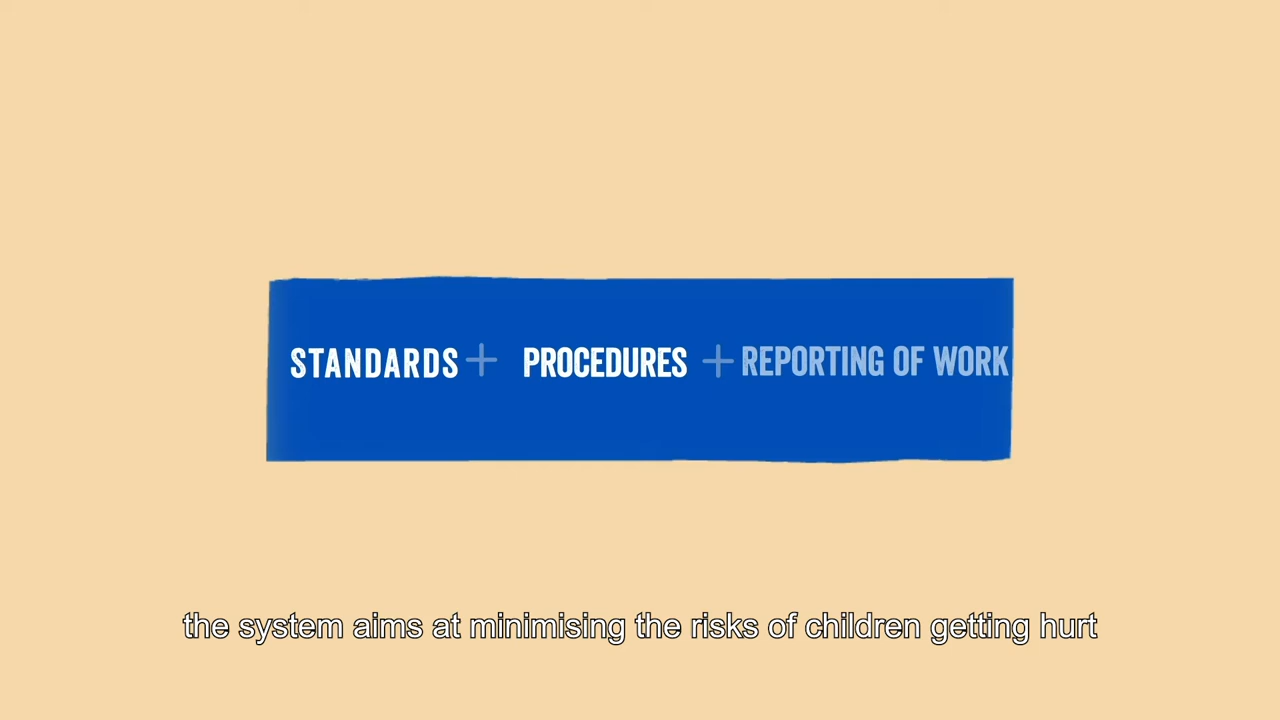 STANDARDS + PROCEDURES + REPORTING OF WORK
the system aims at minimising the risks of children getting hurt